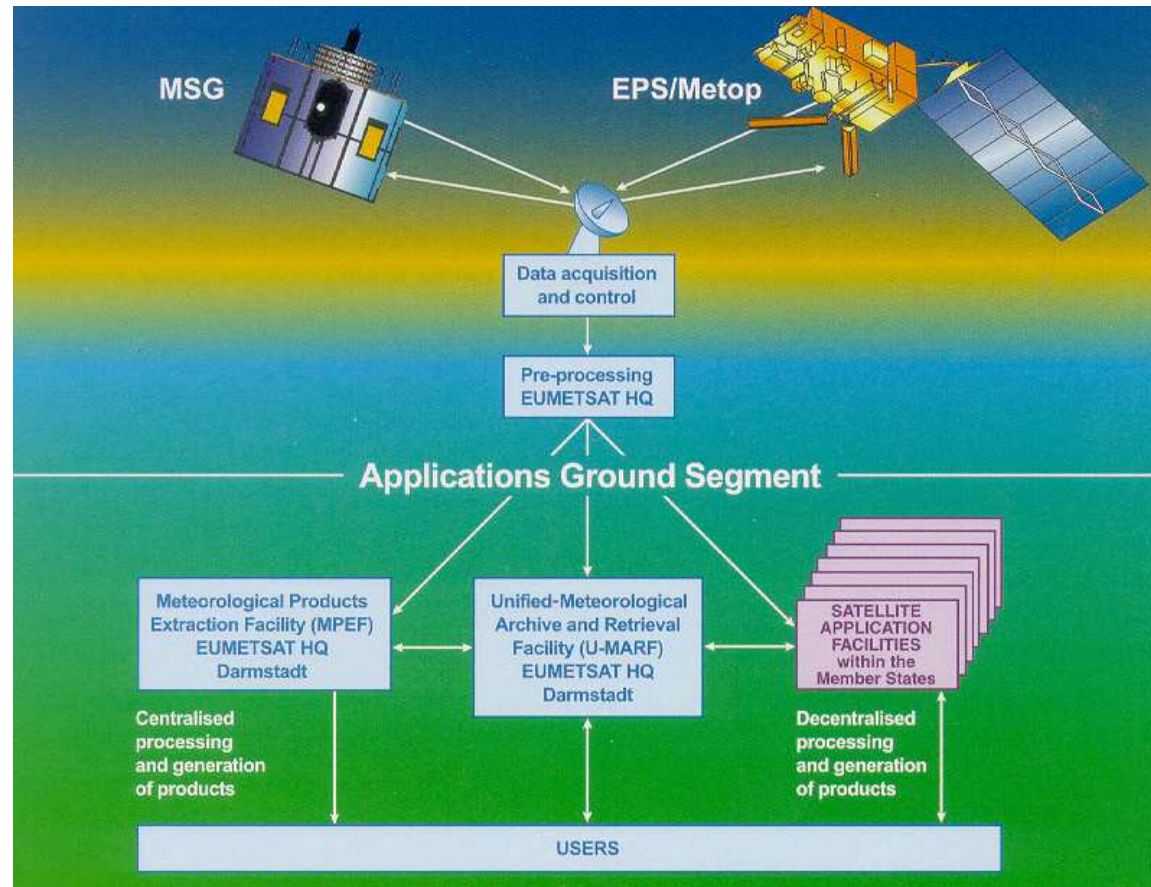 MSG
EPS/Metop
Data acquisition
and control
Pre-processing
EUMETSAT HQ
Applications Ground Segment
Meteorological Products
Extraction Facility (MPEF)
EUMETSAT HQ
Darmstadt
Unified-Meteorological
Archive and Retrieval
Facility (U-MARF)
EUMETSAT HQ
Darmstadt
SATELLITE
APPLICATION
FACILITIES
within the
Member States
Centralised
processing
and generation
of products
Decentralised
processing
and generation
of products
USERS